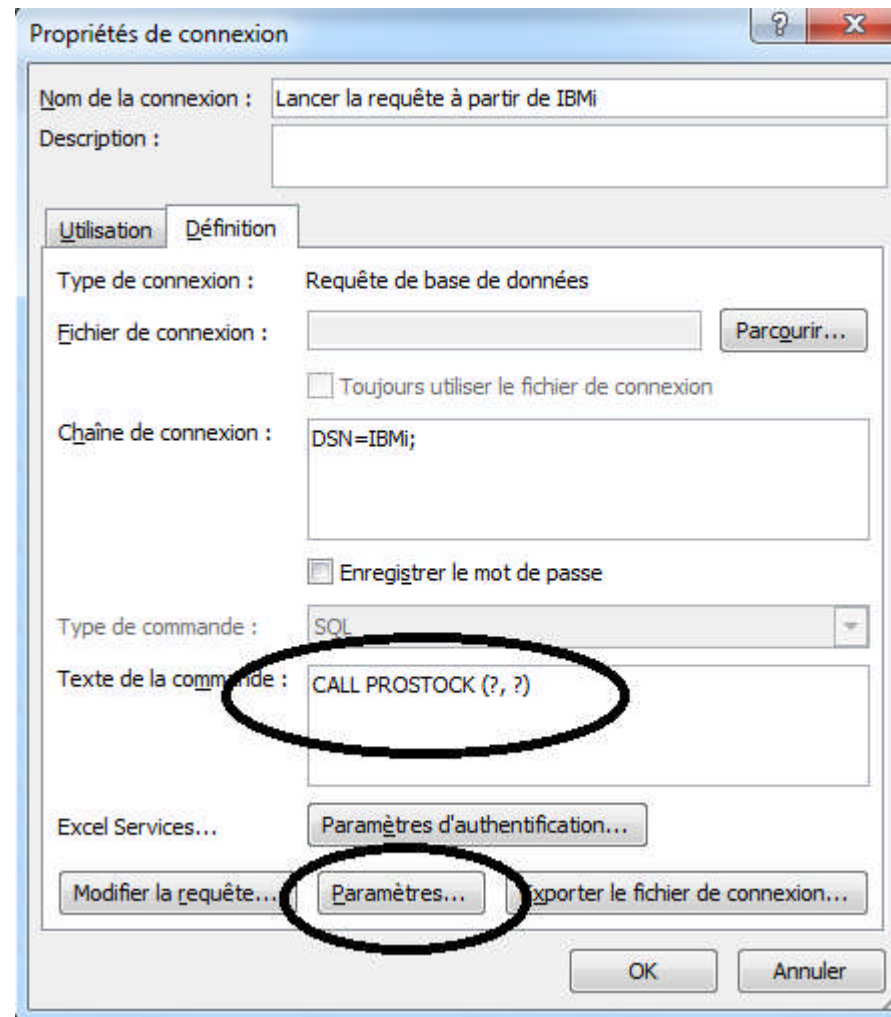 Propriétés de connexion
Nom de la connexion : Lancer la requête à partir de IBMi
Description :
Utilisation Définition
Type de connexion : Requête de base de données
Fichier de connexion : Parcourir...
Toujours utiliser le fichier de connexion
Chaîne de connexion : DSN=IBMi;
Enregistrer le mot de passe
Type de commande : SQL
Texte de la commande : CALL PROSTOCK (?, ?)
Excel Services... Paramètres d'authentification...
Modifier la requête... Paramètres... Exporter le fichier de connexion...
OK Annuler